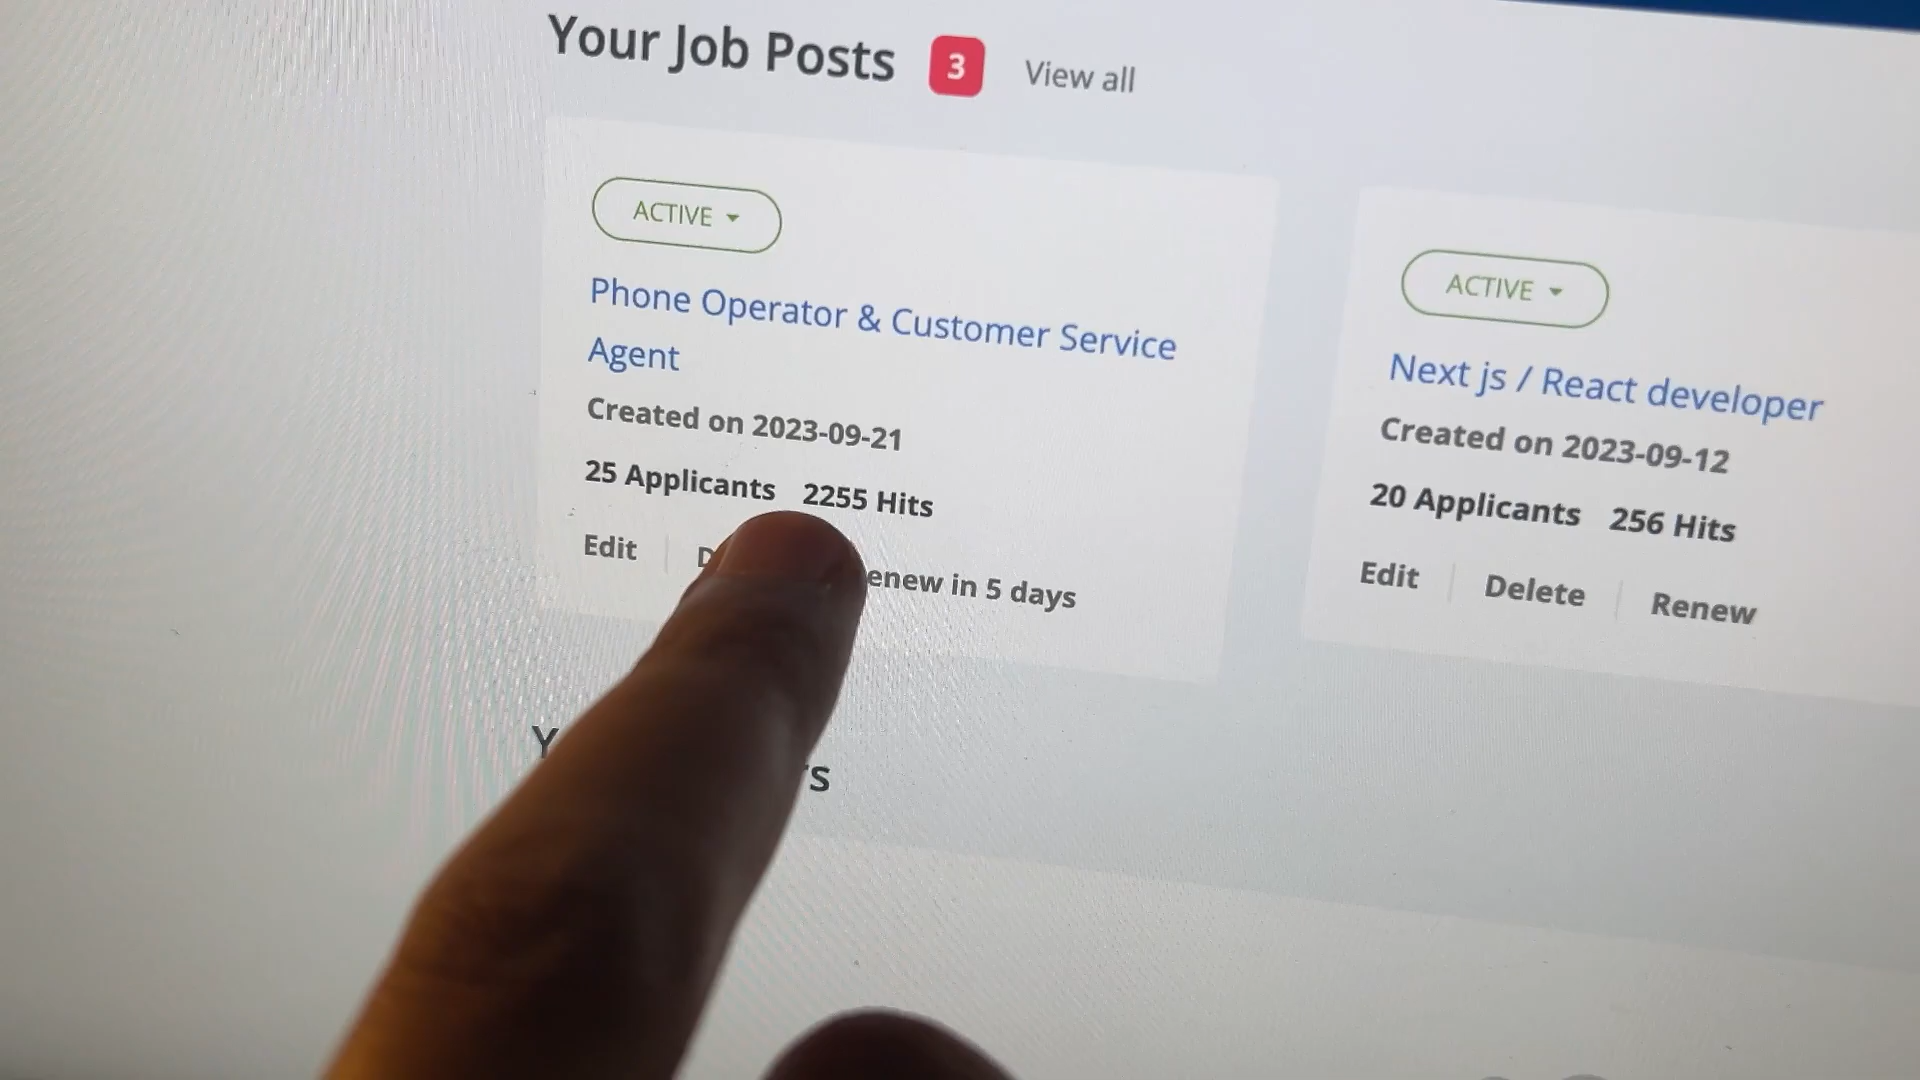 Your Job Posts 3 View all
ACTIVE
Phone Operator & Customer Service
Agent
Created on 2023-09-21
25 Applicants 2255 Hits
Edit enew in 5 days
ACTIVE
Next js / React developer
Created on 2023-09-12
20 Applicants 256 Hits
Edit Delete Renew